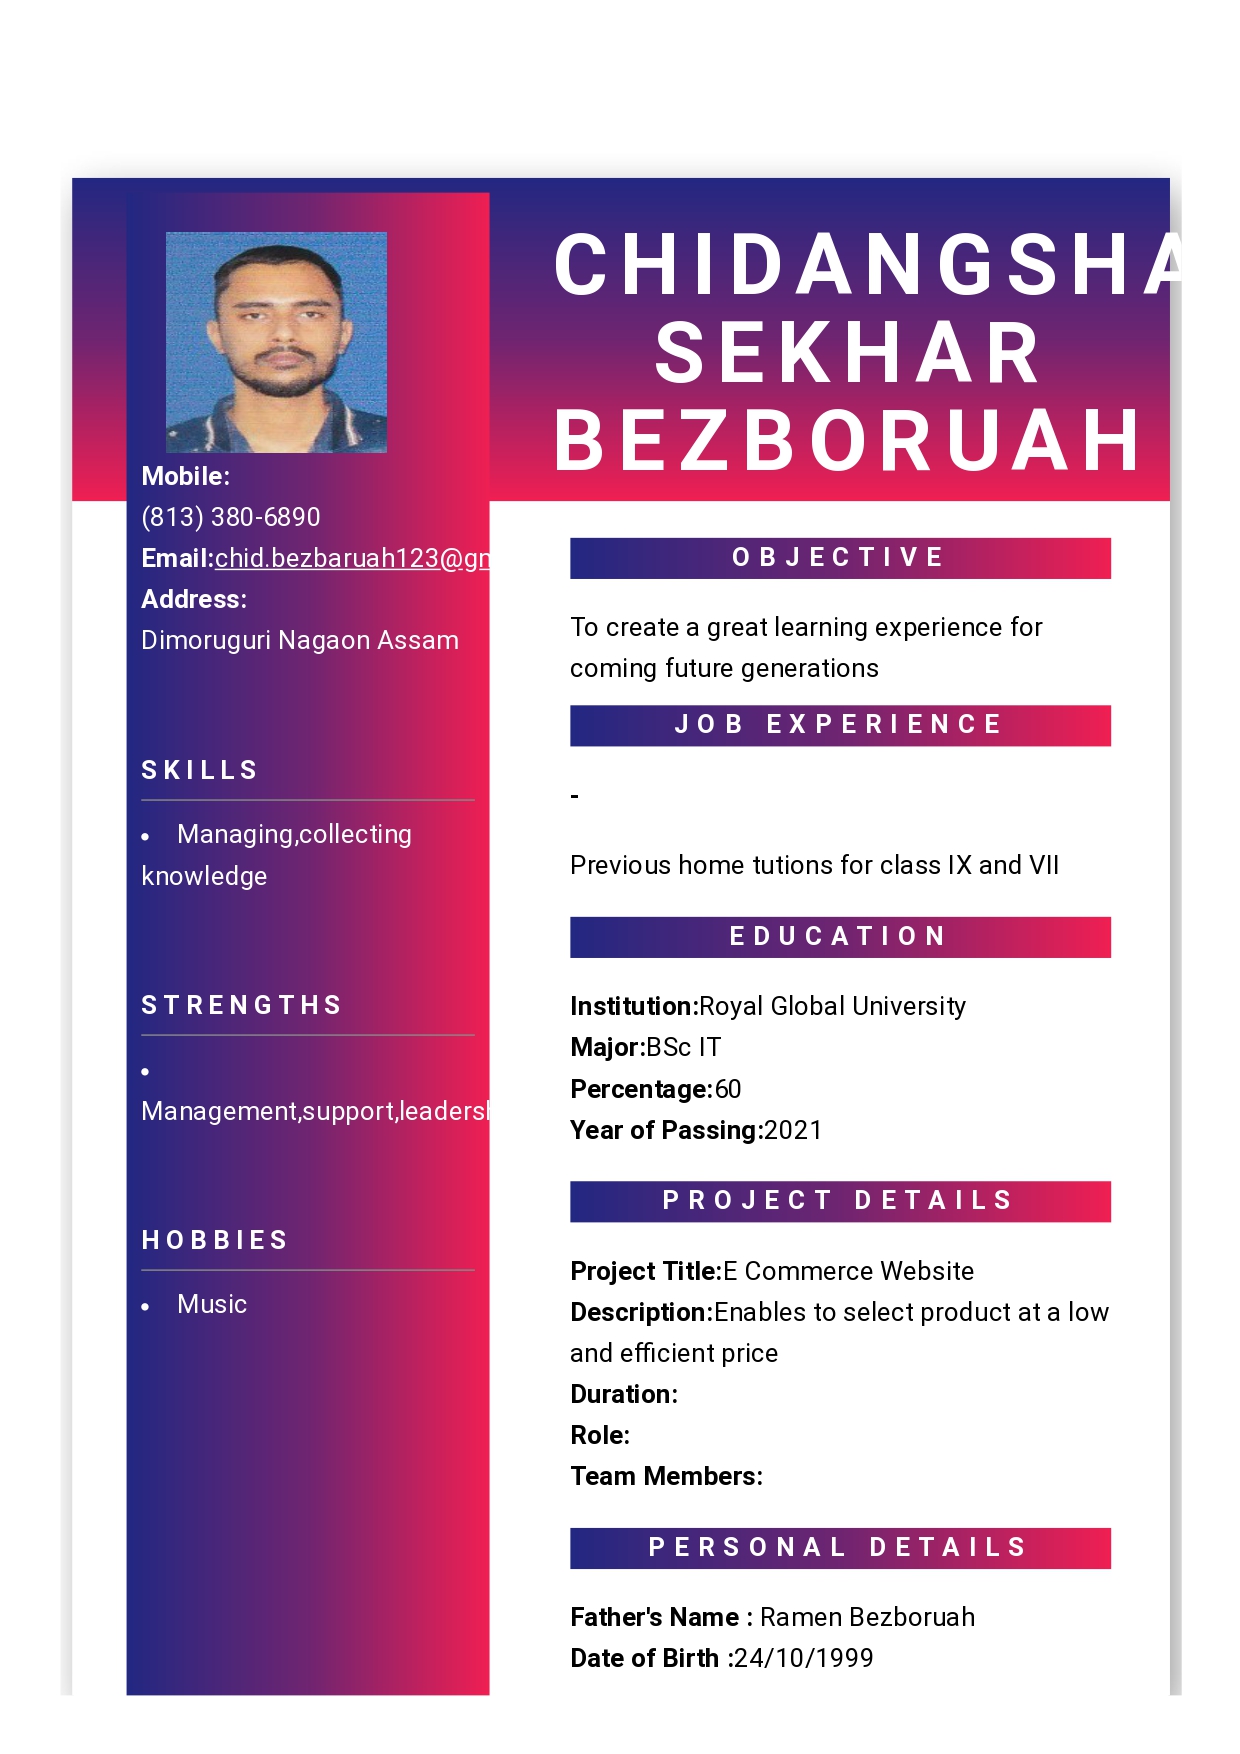 CHIDANGSHA
SEKHAR
BEZBORUAH
Mobile:
(813) 380-6890
Email:chid.bezbaruah123@gm
Address:
Dimoruguri Nagaon Assam
SKILLS
• Managing,collecting
knowledge
STRENGTHS
•
Management,support,leadersh
HOBBIES
• Music
OBJECTIVE
To create a great learning experience for
coming future generations
JOB EXPERIENCE
-
Previous home tutions for class IX and VII
EDUCATION
Institution:Royal Global University
Major:BSc IT
Percentage:60
Year of Passing:2021
PROJECT DETAILS
Project Title:E Commerce Website
Description:Enables to select product at a low
and efficient price
Duration:
Role:
Team Members:
PERSONAL DETAILS
Father's Name : Ramen Bezboruah
Date of Birth :24/10/1999